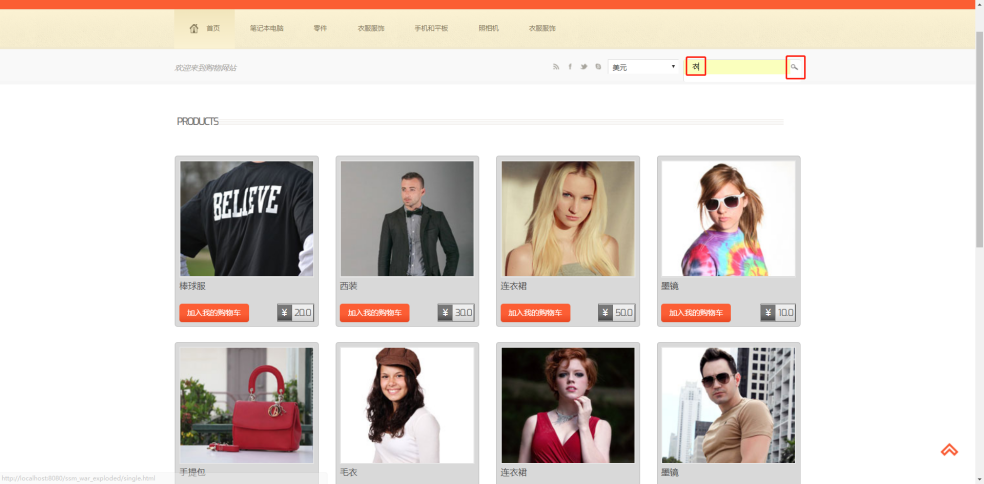 首页 笔记本电脑 零件 衣服服饰 手机和平板 照相机 衣服服饰
欢迎来到购物网站 美元
PRODUCTS
BELIEVE
棒球服 西装 连衣裙 墨镜
加入我的购物车 ¥ 20.0 加入我的购物车 ¥ 30.0 加入我的购物车 ¥ 50.0 加入我的购物车 ¥ 10.0
手提包 毛衣 连衣裙 墨镜
http://localhost:8080/ssm_war_exploded/single.html